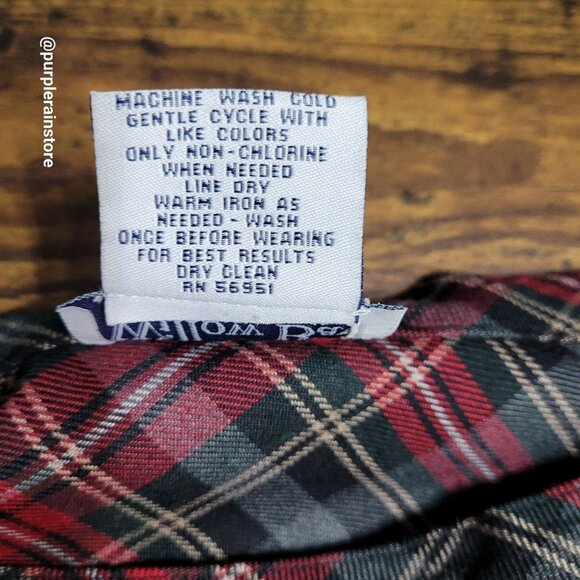 @purplerainstore
MACHINE WASH COLD
GENTLE CYCLE WITH
LIKE COLORS
ONLY NON-CHLORINE
WHEN NEEDED
LINE DRY
WARM IRON AS
NEEDED - WASH
ONCE BEFORE WEARING
FOR BEST RESULTS
DRY CLEAN
RN 56951
Willow